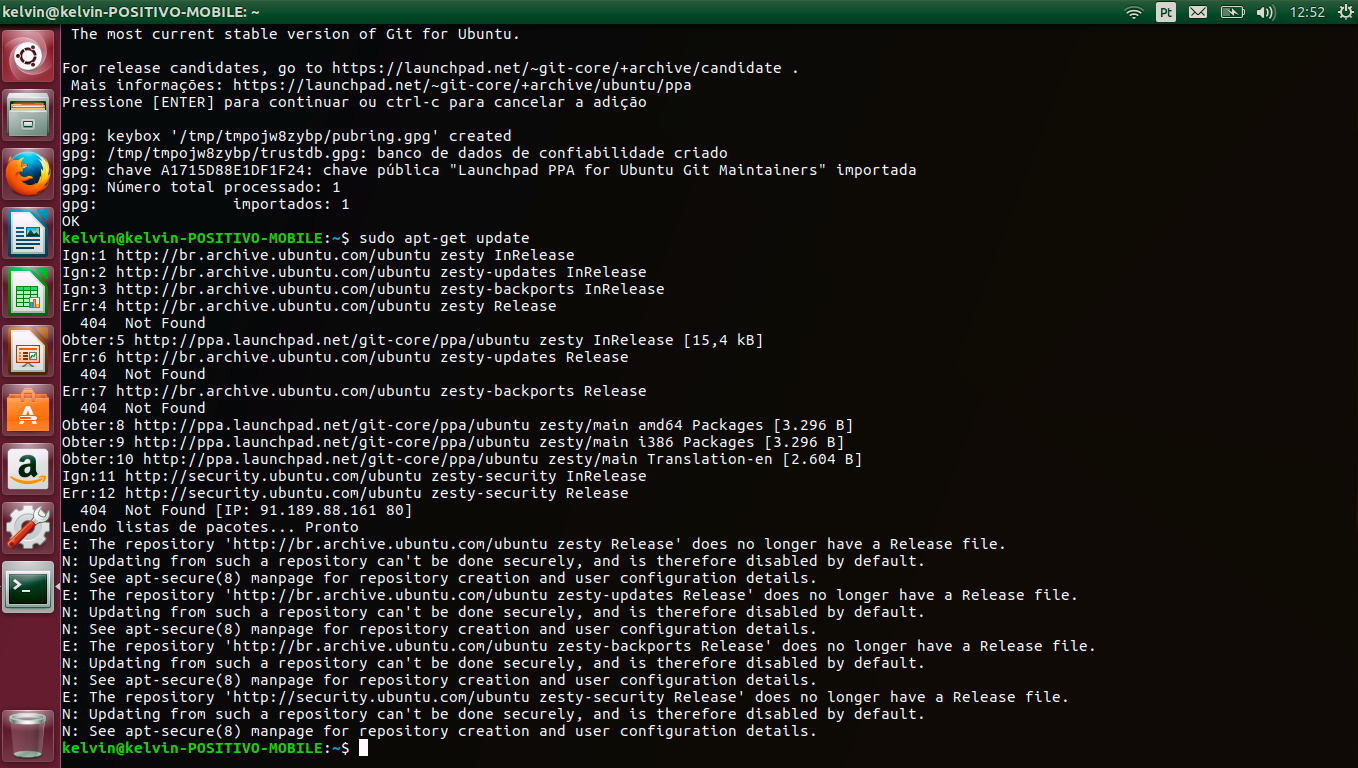 kelvin@kelvin-POSITIVO-MOBILE: ~
Pt
12:52
The most current stable version of Git for Ubuntu.
For release candidates, go to https://launchpad.net/~git-core/+archive/candidate .
Mais informações: https://launchpad.net/~git-core/+archive/ubuntu/ppa
Pressione [ENTER] para continuar ou ctrl-c para cancelar a adição
gpg: keybox '/tmp/tmpojw8zybp/pubring.gpg' created
gpg: /tmp/tmpojw8zybp/trustdb.gpg: banco de dados de confiabilidade criado
gpg: chave A1715D88E1DF1F24: chave pública "Launchpad PPA for Ubuntu Git Maintainers" importada
gpg: Número total processado: 1
gpg:               importados: 1
OK
kelvin@kelvin-POSITIVO-MOBILE:~$ sudo apt-get update
Ign:1 http://br.archive.ubuntu.com/ubuntu zesty InRelease
Ign:2 http://br.archive.ubuntu.com/ubuntu zesty-updates InRelease
Ign:3 http://br.archive.ubuntu.com/ubuntu zesty-backports InRelease
Err:4 http://br.archive.ubuntu.com/ubuntu zesty Release
404  Not Found
Obter:5 http://ppa.launchpad.net/git-core/ppa/ubuntu zesty InRelease [15,4 kB]
Err:6 http://br.archive.ubuntu.com/ubuntu zesty-updates Release
404  Not Found
Err:7 http://br.archive.ubuntu.com/ubuntu zesty-backports Release
404  Not Found
Obter:8 http://ppa.launchpad.net/git-core/ppa/ubuntu zesty/main amd64 Packages [3.296 B]
Obter:9 http://ppa.launchpad.net/git-core/ppa/ubuntu zesty/main i386 Packages [3.296 B]
Obter:10 http://ppa.launchpad.net/git-core/ppa/ubuntu zesty/main Translation-en [2.604 B]
Ign:11 http://security.ubuntu.com/ubuntu zesty-security InRelease
Err:12 http://security.ubuntu.com/ubuntu zesty-security Release
404  Not Found [IP: 91.189.88.161 80]
Lendo listas de pacotes... Pronto
E: The repository 'http://br.archive.ubuntu.com/ubuntu zesty Release' does no longer have a Release file.
N: Updating from such a repository can't be done securely, and is therefore disabled by default.
N: See apt-secure(8) manpage for repository creation and user configuration details.
E: The repository 'http://br.archive.ubuntu.com/ubuntu zesty-updates Release' does no longer have a Release file.
N: Updating from such a repository can't be done securely, and is therefore disabled by default.
N: See apt-secure(8) manpage for repository creation and user configuration details.
E: The repository 'http://br.archive.ubuntu.com/ubuntu zesty-backports Release' does no longer have a Release file.
N: Updating from such a repository can't be done securely, and is therefore disabled by default.
N: See apt-secure(8) manpage for repository creation and user configuration details.
E: The repository 'http://security.ubuntu.com/ubuntu zesty-security Release' does no longer have a Release file.
N: Updating from such a repository can't be done securely, and is therefore disabled by default.
N: See apt-secure(8) manpage for repository creation and user configuration details.
kelvin@kelvin-POSITIVO-MOBILE:~$